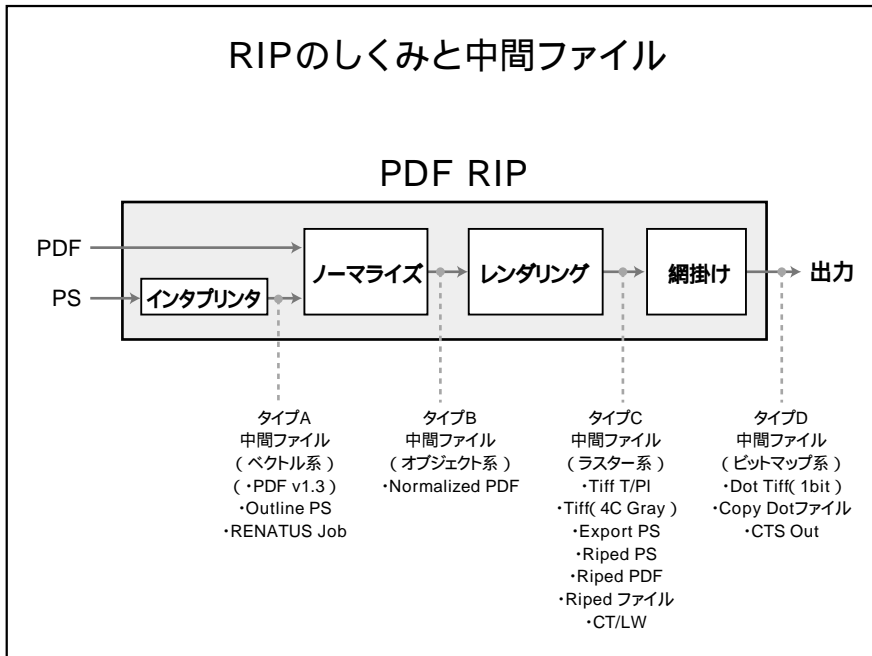 RIPのしくみと中間ファイル
PDF RIP
PDF
PS
インタプリンタ
ノーマライズ
レンダリング
網掛け
出力
タイプA
中間ファイル
(ベクトル系)
(・PDF v1.3)
・Outline PS
・RENATUS Job
タイプB
中間ファイル
(オブジェクト系)
・Normalized PDF
タイプC
中間ファイル
(ラスター系)
・Tiff T/PI
・Tiff(4C Gray)
・Export PS
・Riped PS
・Riped PDF
・Riped ファイル
・CT/LW
タイプD
中間ファイル
(ビットマップ系)
・Dot Tiff(1bit)
・Copy Dotファイル
・CTS Out